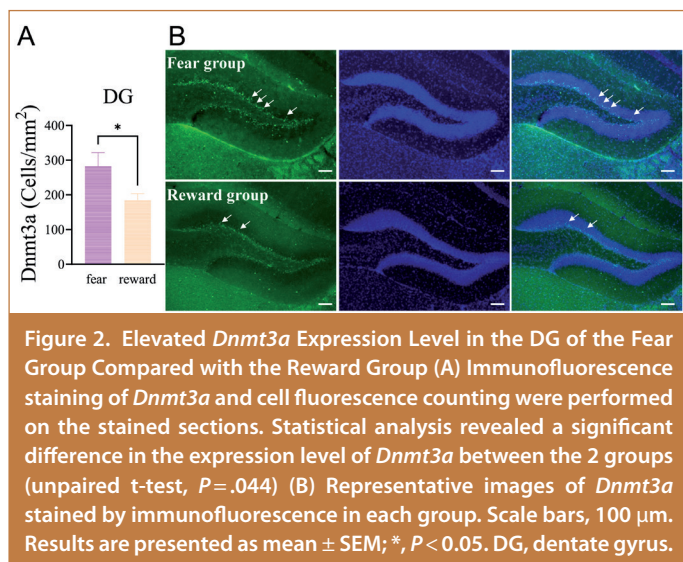 A
B
DG
*
Dnmt3a (Cells/mm²)
400
300
200
100
0
fear
reward
Fear group
Reward group
Figure 2. Elevated Dnmt3a Expression Level in the DG of the Fear
Group Compared with the Reward Group (A) Immunofluorescence
staining of Dnmt3a and cell fluorescence counting were performed
on the stained sections. Statistical analysis revealed a significant
difference in the expression level of Dnmt3a between the 2 groups
(unpaired t-test, P=.044) (B) Representative images of Dnmt3a
stained by immunofluorescence in each group. Scale bars, 100 μm.
Results are presented as mean ± SEM; *, P<0.05. DG, dentate gyrus.